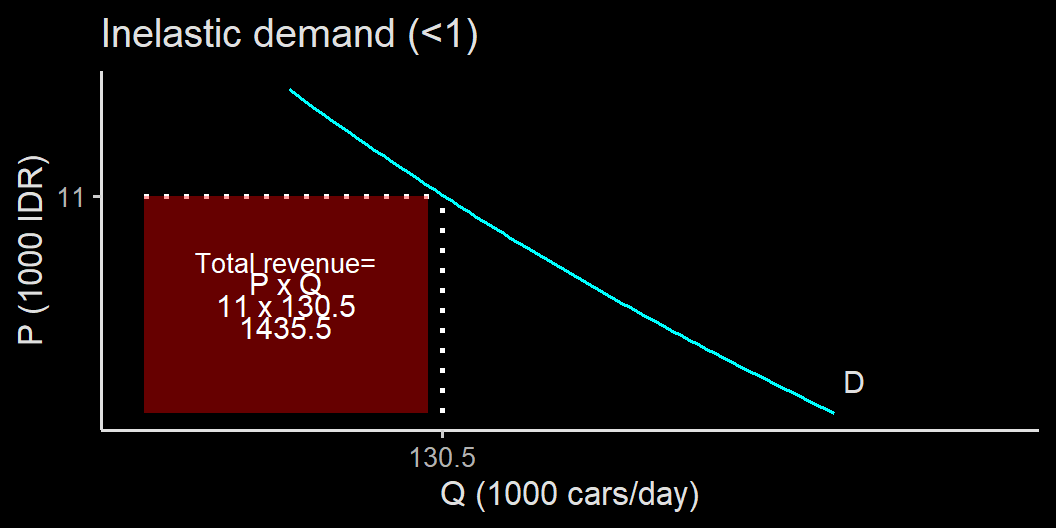 Inelastic demand (<1)
P (1000 IDR)
11
Total revenue=
P x Q
11 x 130.5
1435.5
D
130.5
Q (1000 cars/day)